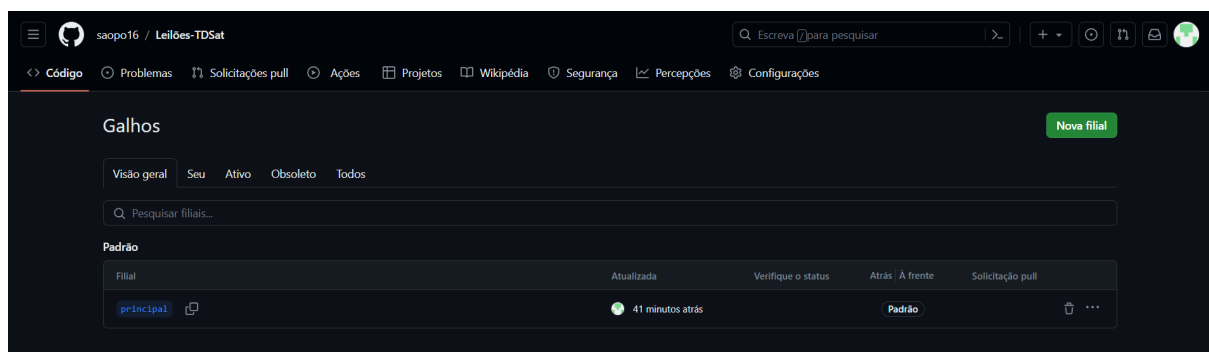 saopo16 / Leilões-TDSat
Escreva / para pesquisar
Código Problemas Solicitações pull Ações Projetos Wikipédia Segurança Percepções Configurações
Galhos
Nova filial
Visão geral Seu Ativo Obsoleto Todos
Pesquisar filiais...
Padrão
Filial Atualizada Verifique o status Atrás À frente Solicitação pull
principal 41 minutos atrás Padrão